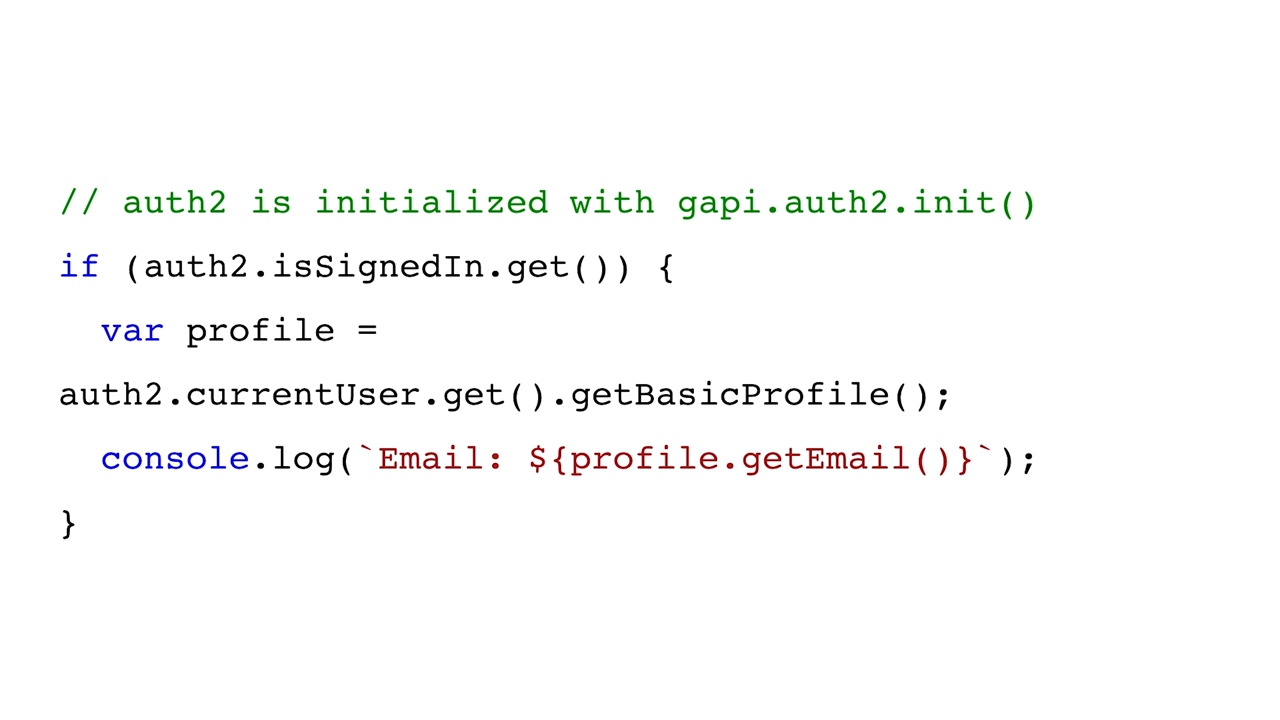 // auth2 is initialized with gapi.auth2.init()
if (auth2.isSignedIn.get()) {
  var profile =
auth2.currentUser.get().getBasicProfile();
  console.log(`Email: ${profile.getEmail()}`);
}